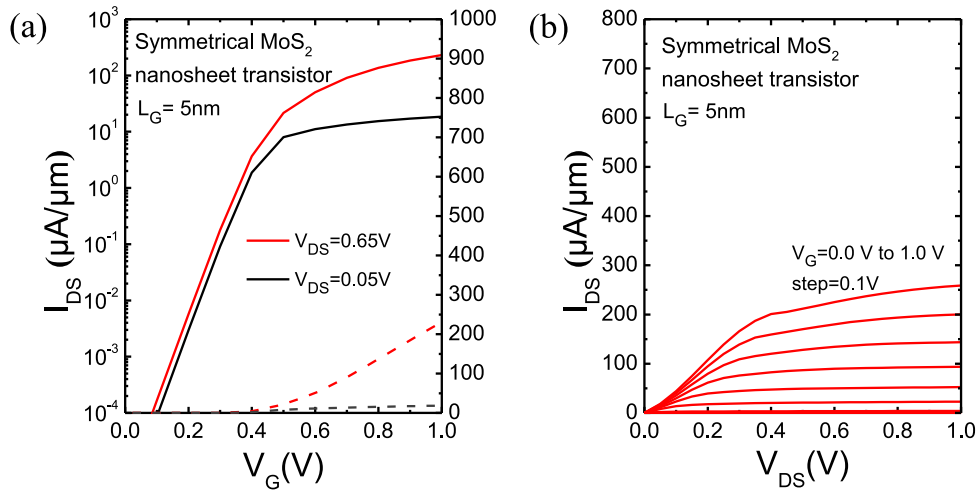 (a)
Symmetrical MoS₂
nanosheet transistor
L_G= 5nm
V_DS=0.65V
V_DS=0.05V
I_DS (µA/µm)
10³
10²
10¹
10⁰
10⁻¹
10⁻²
10⁻³
10⁻⁴
1000
900
800
700
600
500
400
300
200
100
0
0.0 0.2 0.4 0.6 0.8 1.0
V_G(V)
(b)
Symmetrical MoS₂
nanosheet transistor
L_G= 5nm
V_G=0.0 V to 1.0 V
step=0.1V
I_DS (µA/µm)
800
700
600
500
400
300
200
100
0
0.0 0.2 0.4 0.6 0.8 1.0
V_DS(V)